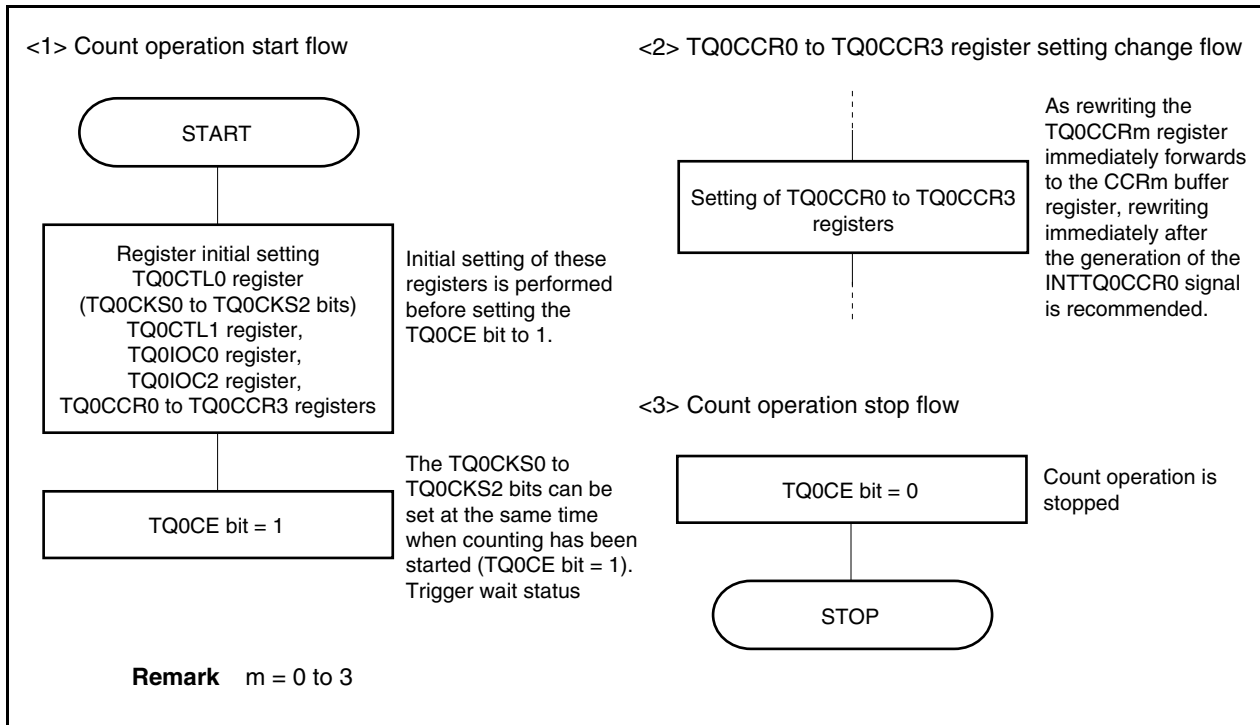 <1> Count operation start flow
START
Register initial setting
TQ0CTL0 register
(TQ0CKS0 to TQ0CKS2 bits)
TQ0CTL1 register,
TQ0IOC0 register,
TQ0IOC2 register,
TQ0CCR0 to TQ0CCR3 registers
Initial setting of these
registers is performed
before setting the
TQ0CE bit to 1.
TQ0CE bit = 1
The TQ0CKS0 to
TQ0CKS2 bits can be
set at the same time
when counting has been
started (TQ0CE bit = 1).
Trigger wait status
<2> TQ0CCR0 to TQ0CCR3 register setting change flow
Setting of TQ0CCR0 to TQ0CCR3
registers
As rewriting the
TQ0CCRm register
immediately forwards
to the CCRm buffer
register, rewriting
immediately after
the generation of the
INTTQ0CCR0 signal
is recommended.
<3> Count operation stop flow
TQ0CE bit = 0
Count operation is
stopped
STOP
Remark m = 0 to 3